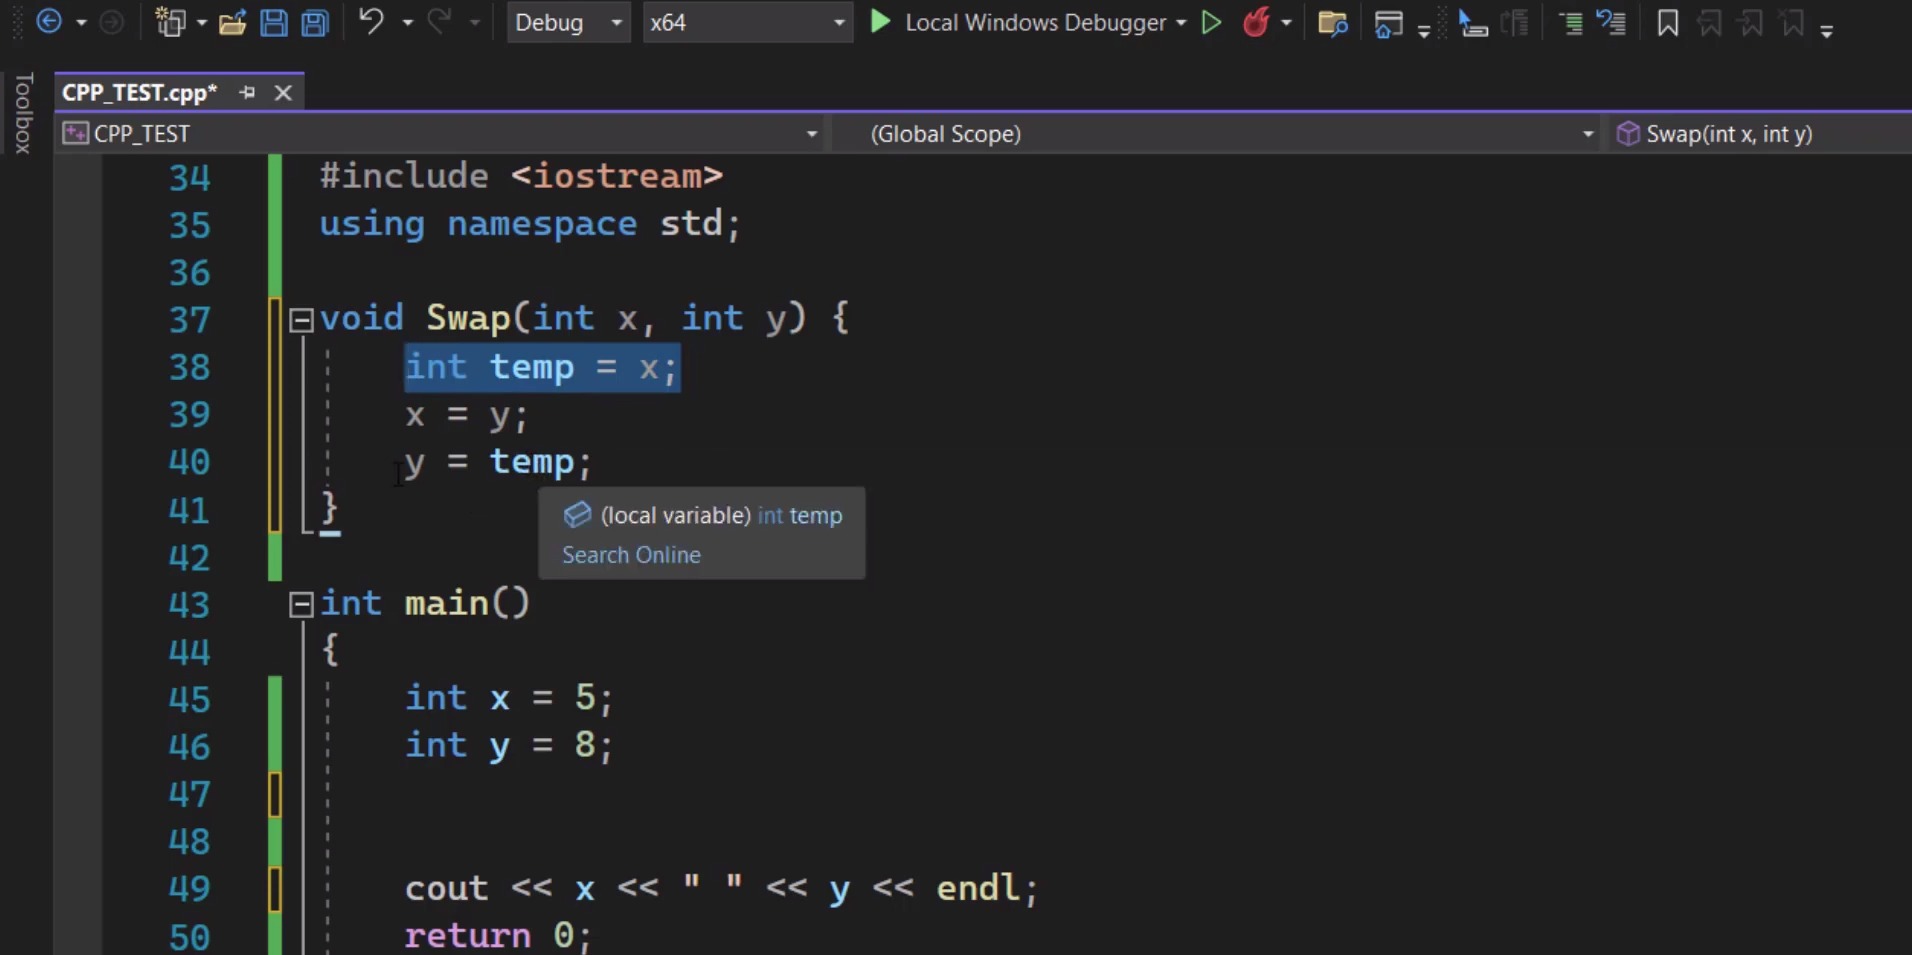 Debug x64 Local Windows Debugger
Toolbox
CPP_TEST.cpp*
CPP_TEST (Global Scope) Swap(int x, int y)
34 #include <iostream>
35 using namespace std;
36
37 void Swap(int x, int y) {
38 int temp = x;
39 x = y;
40 y = temp;
41 }
(local variable) int temp
Search Online
42
43 int main()
44 {
45 int x = 5;
46 int y = 8;
47
48
49 cout << x << " " << y << endl;
50 return 0;